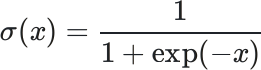 σ(x) = 1 / (1 + exp(−x))